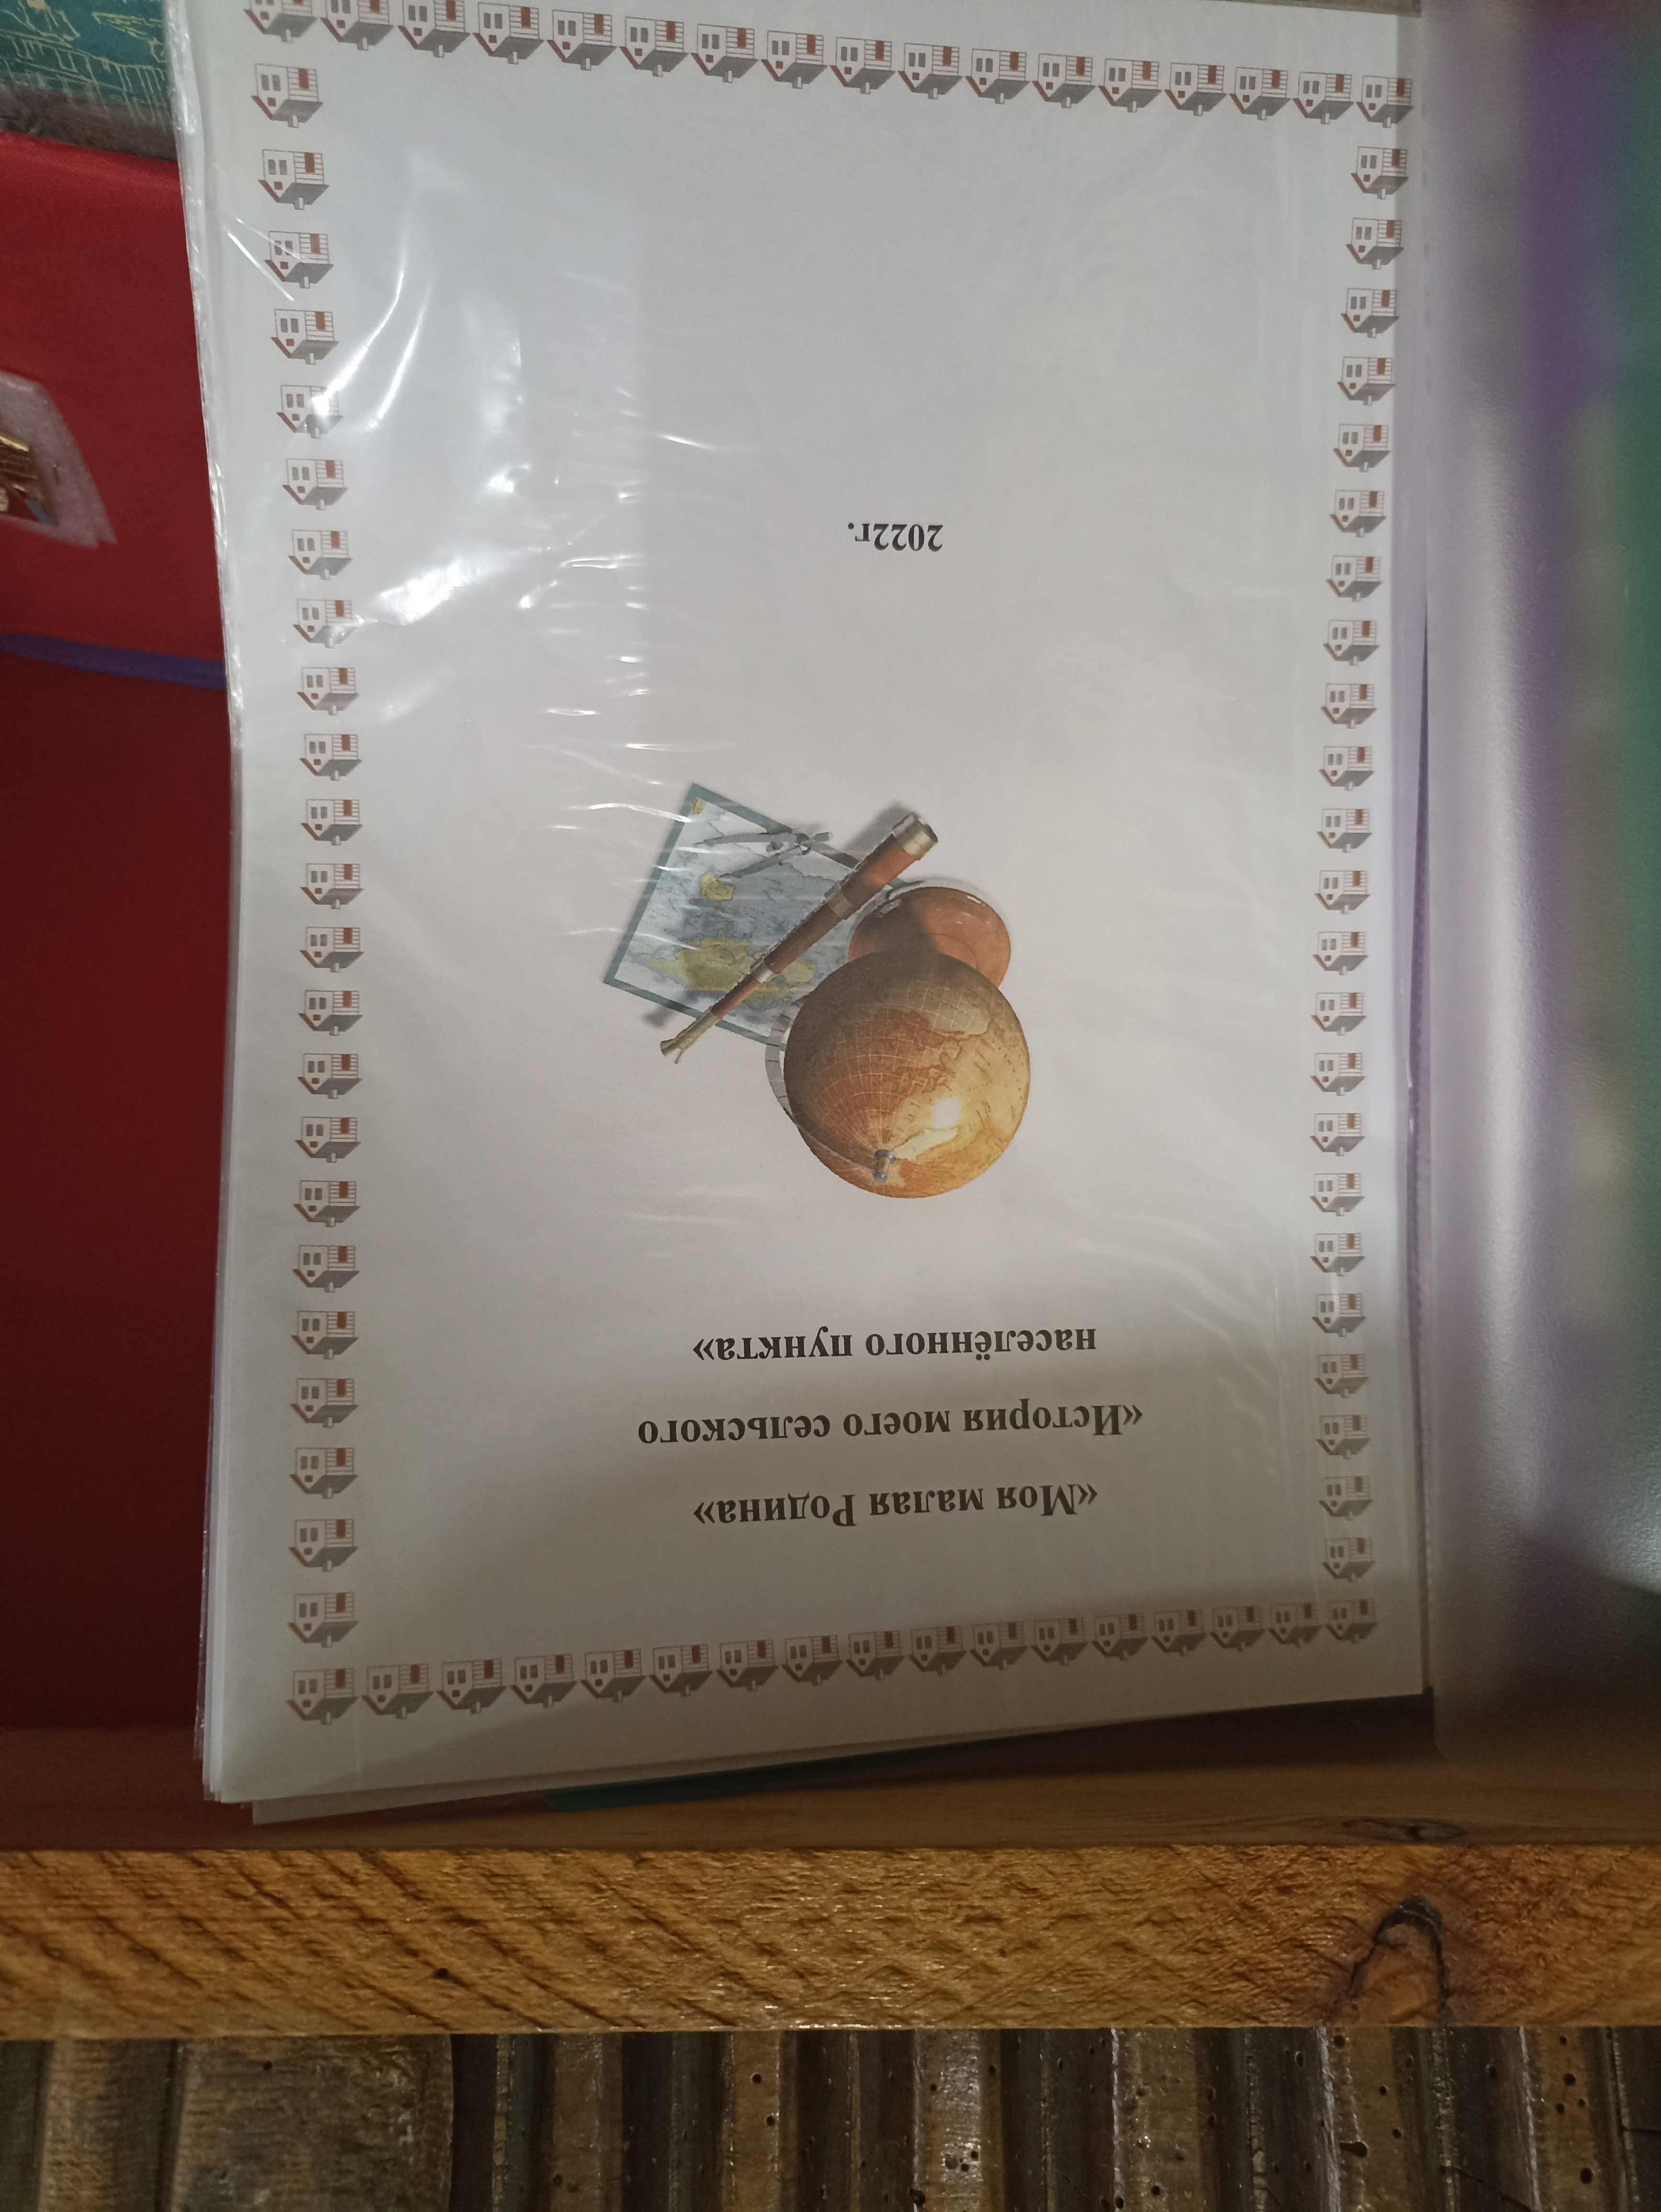 «Моя малая Родина»
«История моего сельского
населённого пункта»
2022г.